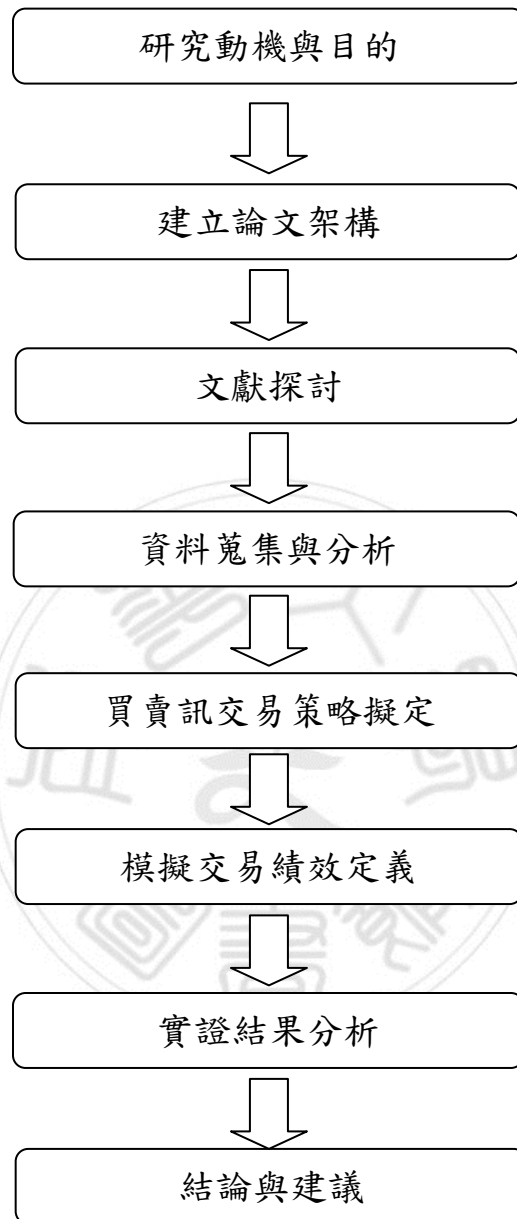 研究動機與目的
建立論文架構
文獻探討
資料蒐集與分析
買賣訊交易策略擬定
模擬交易績效定義
實證結果分析
結論與建議